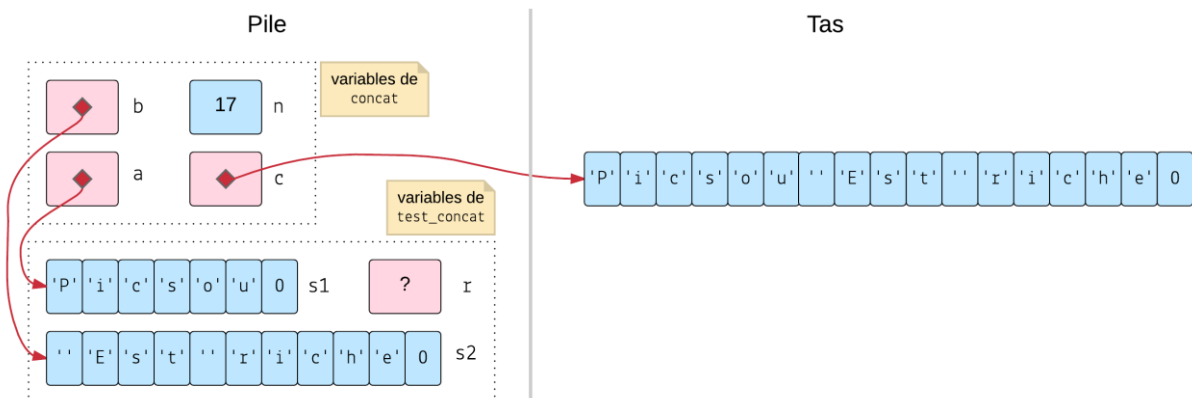 Pile
Tas
variables de
concat
b
17
n
a
c
'P' 'i' 'c' 's' 'o' 'u' '' 'E' 's' 't' '' 'r' 'i' 'c' 'h' 'e' 0
variables de
test_concat
'P' 'i' 'c' 's' 'o' 'u' 0
s1
?
r
'' 'E' 's' 't' '' 'r' 'i' 'c' 'h' 'e' 0
s2